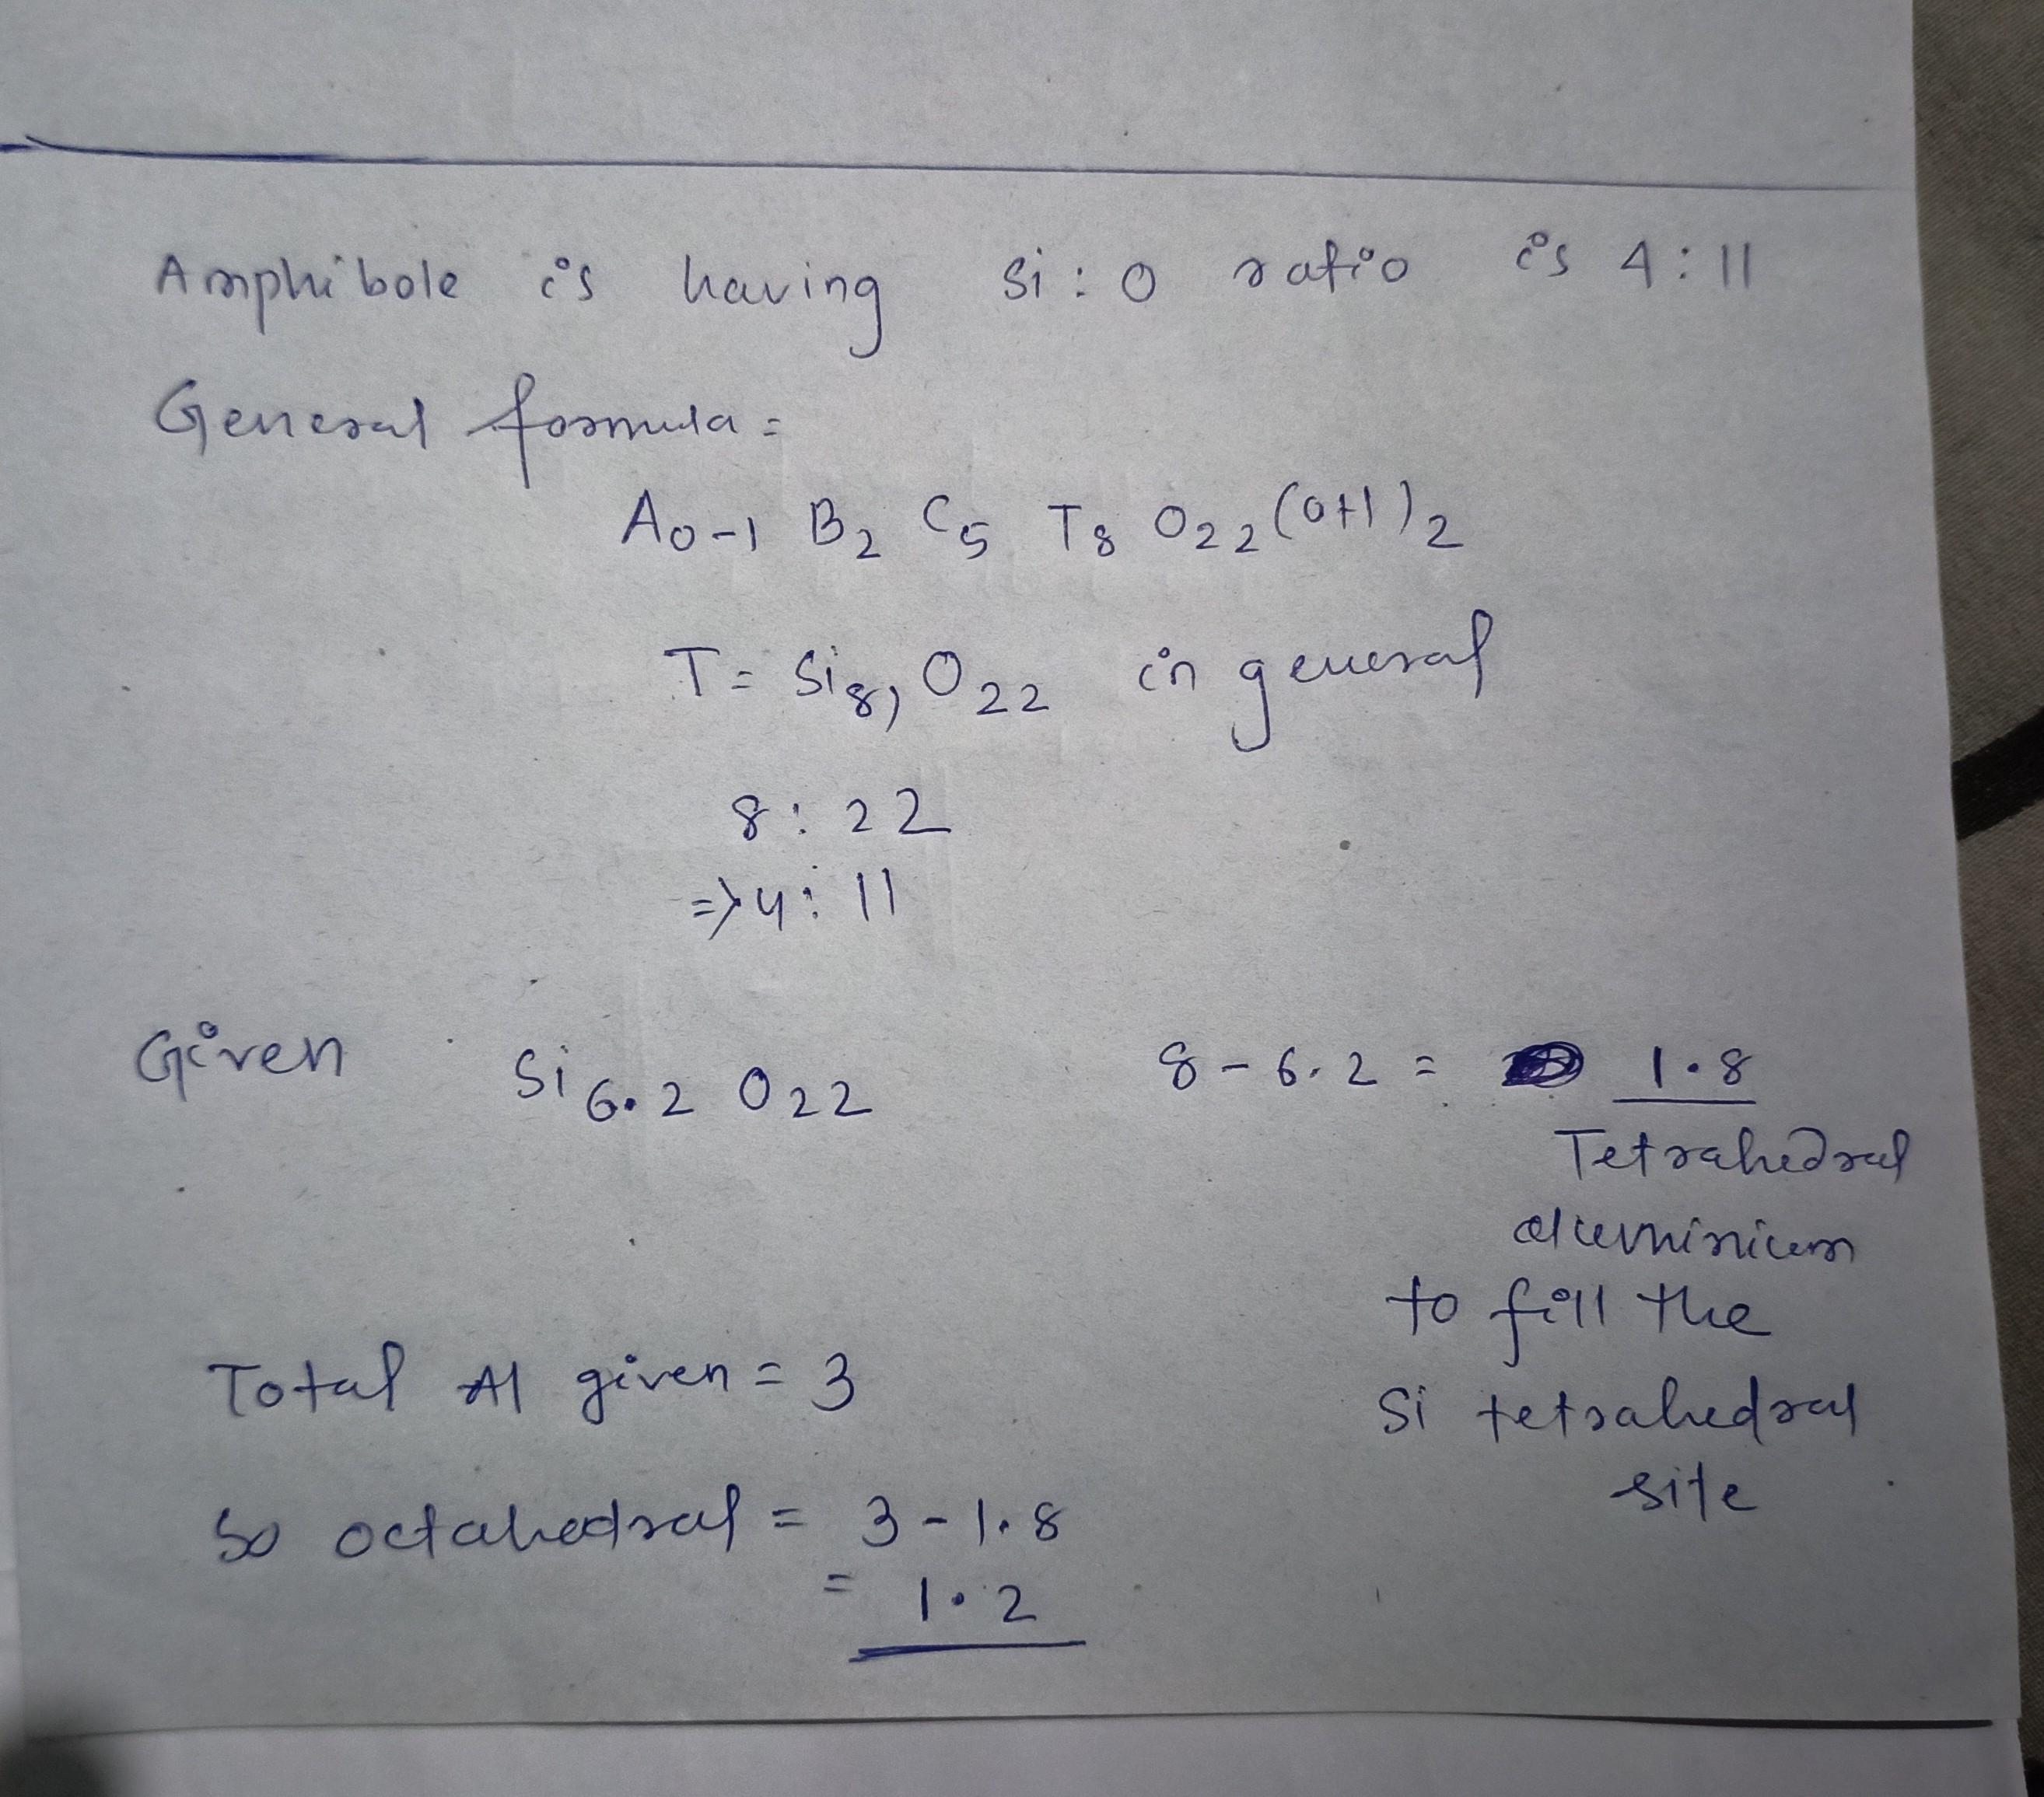 Amphibole is having Si : O ratio is 4 : 11
General formula =
A0-1 B2 C5 T8 O22 (OH)2
T = Si8, O22 in general
8 : 22
=> 4 : 11
Given Si6.2 O22
8 - 6.2 = 1.8
Tetrahedral
aluminium
to fill the
Si tetrahedral
site
Total Al given = 3
So octahedral = 3 - 1.8
= 1.2